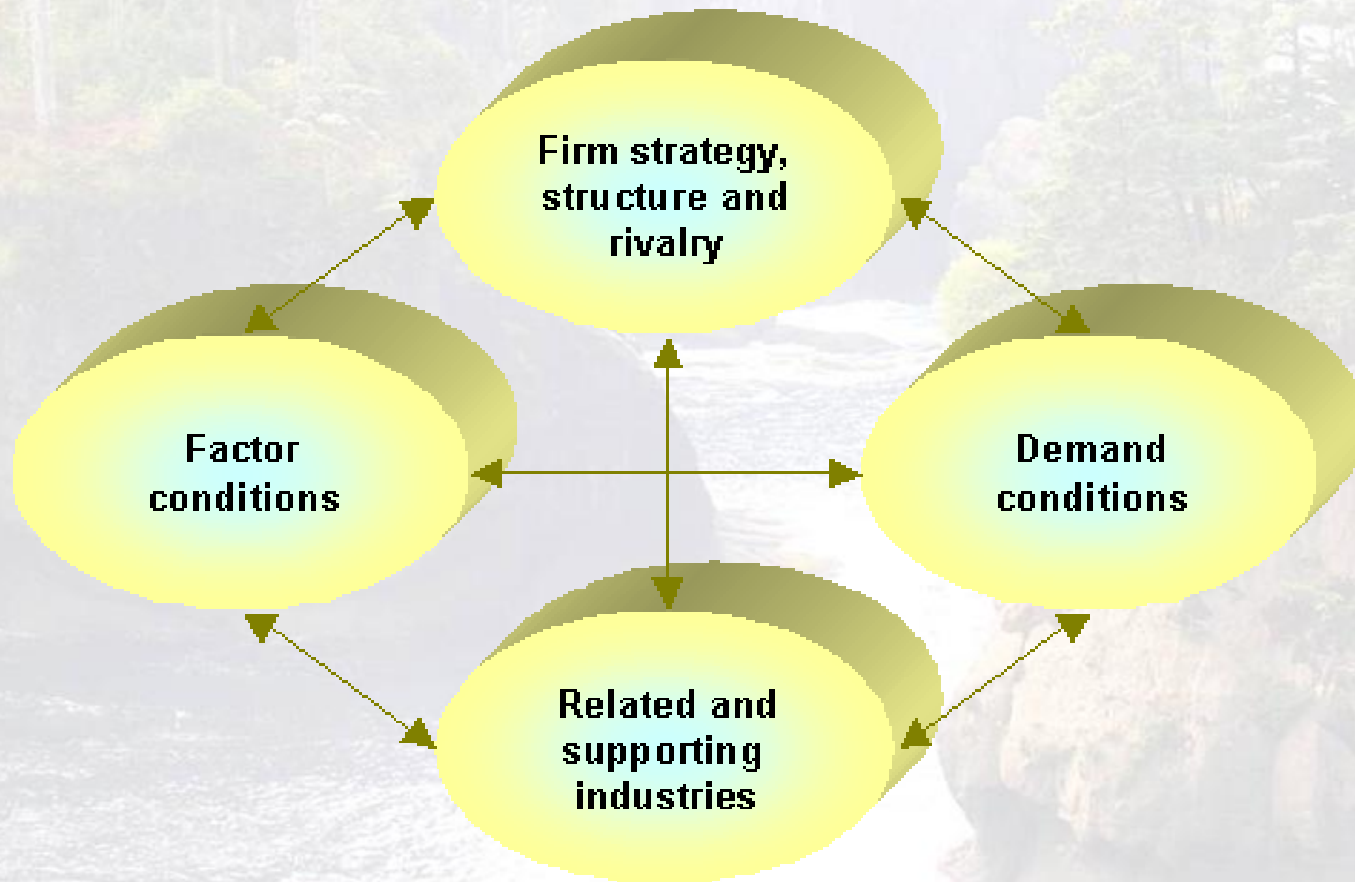 Firm strategy,
structure and
rivalry
Factor
conditions
Demand
conditions
Related and
supporting
industries